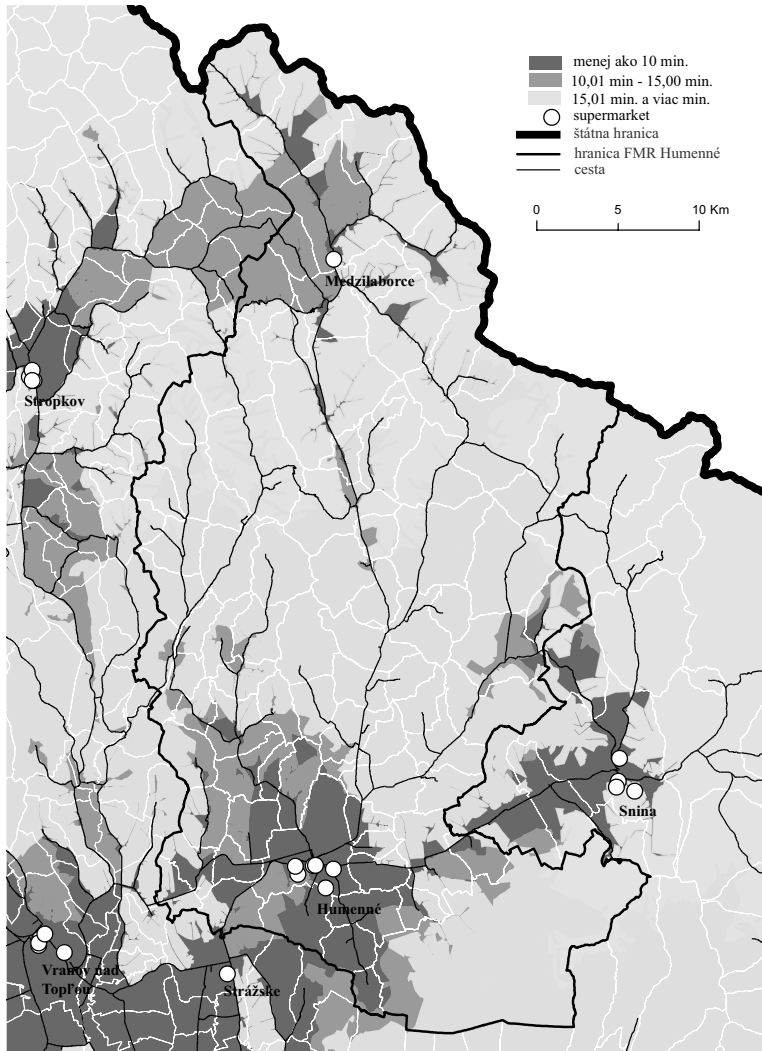 menej ako 10 min.
10,01 min - 15,00 min.
15,01 min. a viac min.
supermarket
štátna hranica
hranica FMR Humenné
cesta
0 5 10 Km
Medzilaborce
Stropkov
Snina
Humenné
Vranov nad
Topľou
Strážske